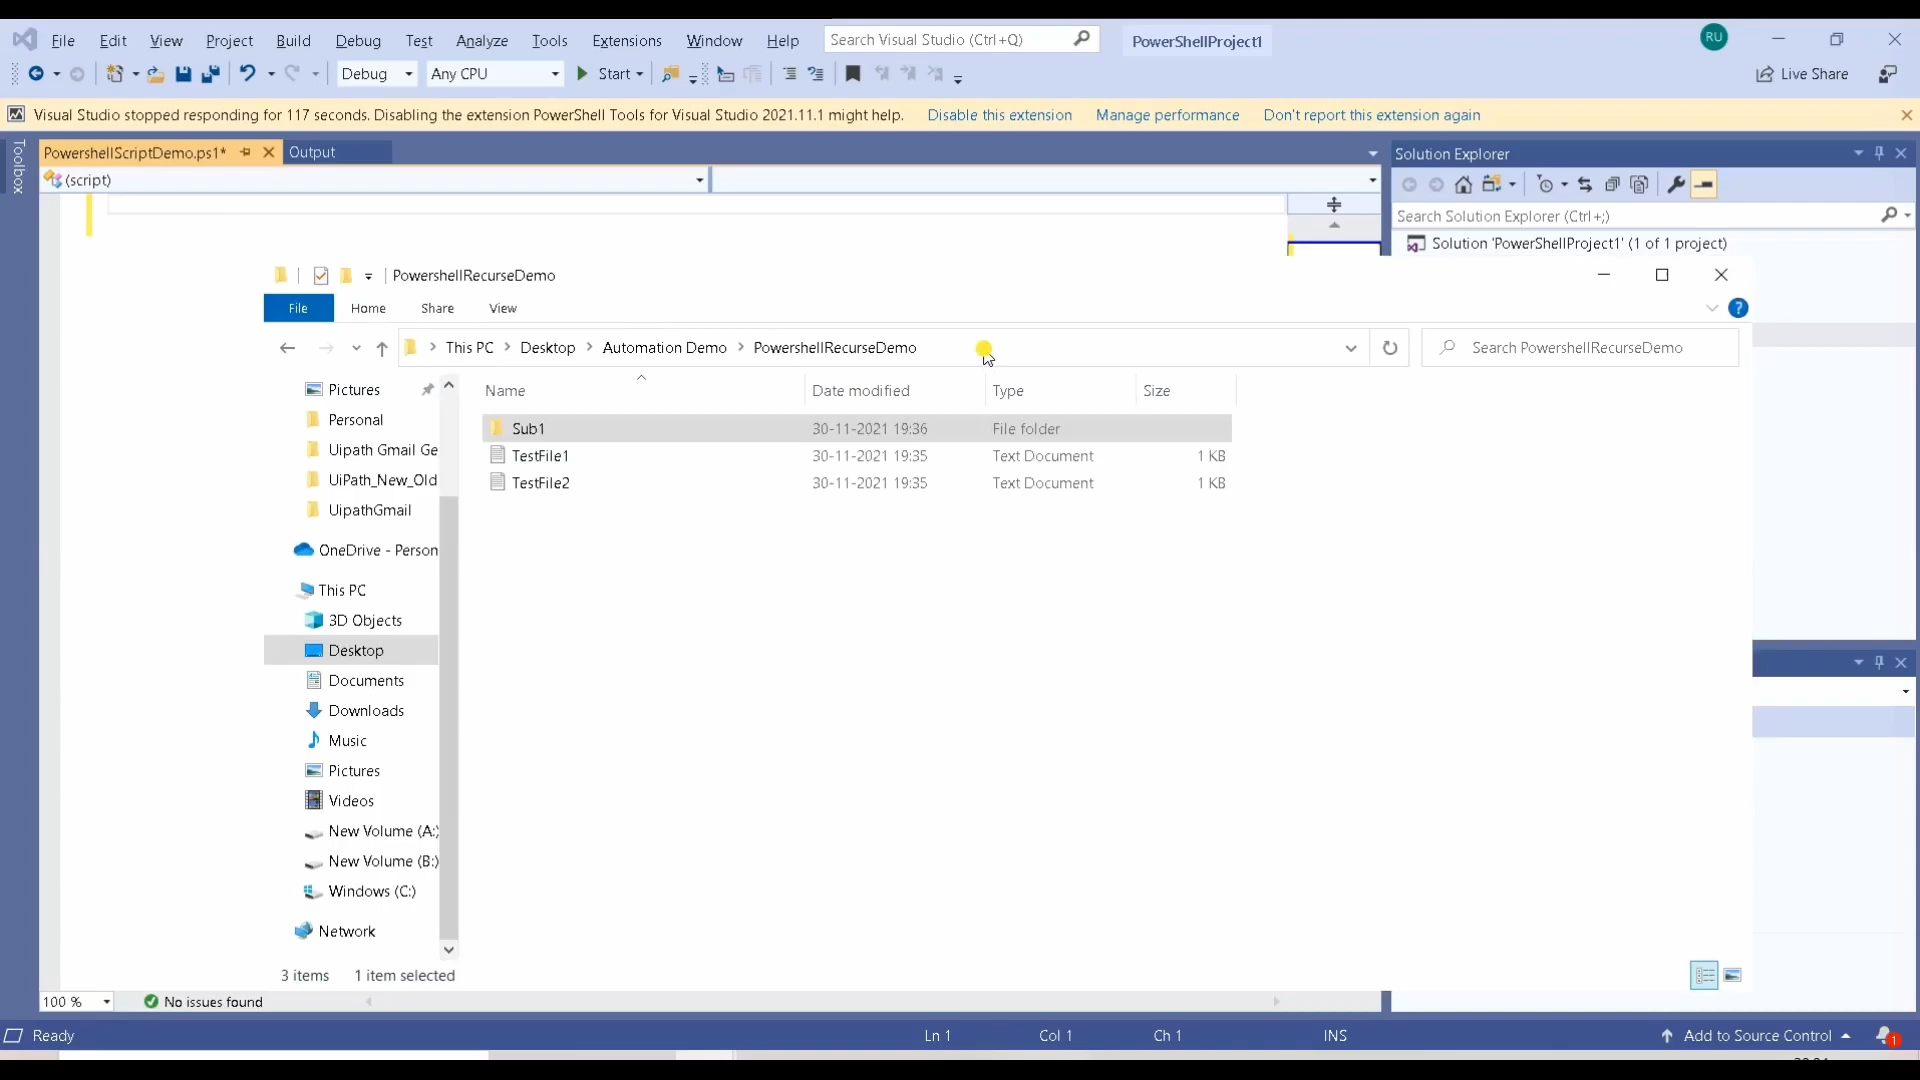 File Edit View Project Build Debug Test Analyze Tools Extensions Window Help Search Visual Studio (Ctrl+Q) PowerShellProject1 RU
Debug Any CPU Start Live Share
Visual Studio stopped responding for 117 seconds. Disabling the extension PowerShell Tools for Visual Studio 2021.11.1 might help. Disable this extension Manage performance Don't report this extension again
Toolbox
PowershellScriptDemo.ps1* Output
Solution Explorer
(script)
Search Solution Explorer (Ctrl+;)
Solution 'PowerShellProject1' (1 of 1 project)
PowershellRecurseDemo
File Home Share View
This PC Desktop Automation Demo PowershellRecurseDemo Search PowershellRecurseDemo
Name Date modified Type Size
Sub1 30-11-2021 19:36 File folder
TestFile1 30-11-2021 19:35 Text Document 1 KB
TestFile2 30-11-2021 19:35 Text Document 1 KB
Pictures
Personal
Uipath Gmail Ge
UiPath_New_Old
UipathGmail
OneDrive - Person
This PC
3D Objects
Desktop
Documents
Downloads
Music
Pictures
Videos
New Volume (A:)
New Volume (B:)
Windows (C:)
Network
3 items 1 item selected
100 % No issues found
Ready Ln 1 Col 1 Ch 1 INS Add to Source Control 1